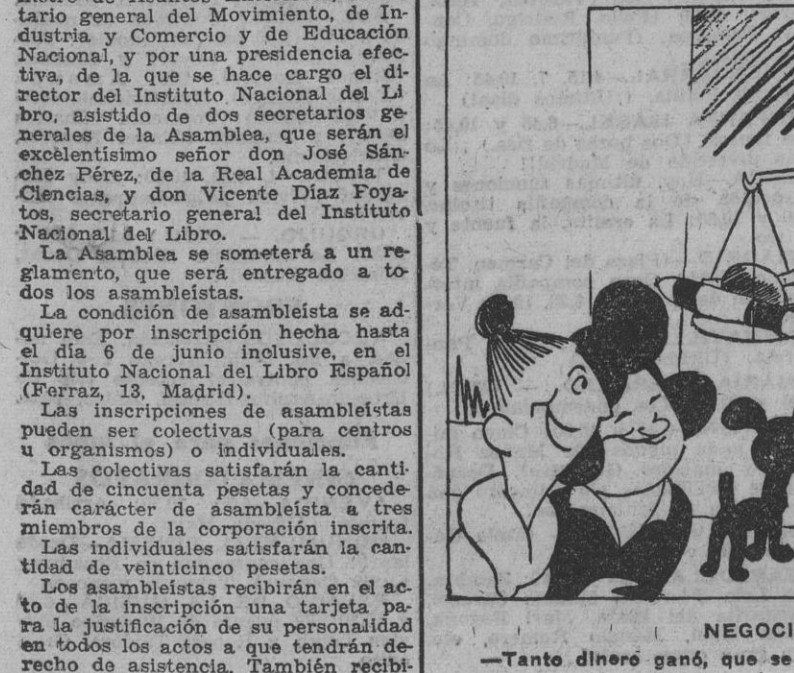 tario general del Movimiento, de In-
dustria y Comercio y de Educación
Nacional, y por una presidencia efec-
tiva, de la que se hace cargo el di-
rector del Instituto Nacional del Li
bro, asistido de dos secretarios ge-
nerales de la Asamblea, que serán el
excelentísimo señor don José Sán-
chez Pérez, de la Real Academia de
Ciencias, y don Vicente Díaz Foya-
tos, secretario general del Instituto
Nacional del Libro.
La Asamblea se someterá a un re-
glamento, que será entregado a to-
dos los asambleístas.
La condición de asambleísta se ad-
quiere por inscripción hecha hasta
el día 6 de junio inclusive, en el
Instituto Nacional del Libro Español
(Ferraz, 13, Madrid).
Las inscripciones de asambleístas
pueden ser colectivas (para centros
u organismos) o individuales.
Las colectivas satisfarán la canti-
dad de cincuenta pesetas y concede-
rán carácter de asambleísta a tres
miembros de la corporación inscrita.
Las individuales satisfarán la can-
tidad de veinticinco pesetas.
Los asambleístas recibirán en el ac-
to de la inscripción una tarjeta pa-
ra la justificación de su personalidad
en todos los actos a que tendrán de-
recho de asistencia. También recibi-
NEGOCI
—Tanto dinero ganó, que se